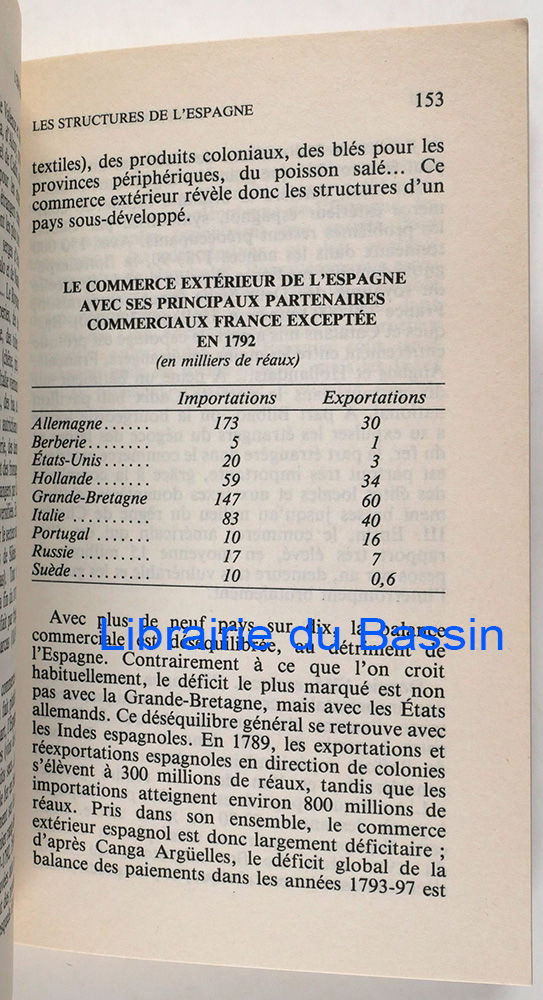 LES STRUCTURES DE L'ESPAGNE 153
textiles), des produits coloniaux, des blés pour les
provinces périphériques, du poisson salé... Ce
commerce extérieur révèle donc les structures d'un
pays sous-développé.
LE COMMERCE EXTÉRIEUR DE L'ESPAGNE
AVEC SES PRINCIPAUX PARTENAIRES
COMMERCIAUX FRANCE EXCEPTÉE
EN 1792
(en milliers de réaux)
Importations Exportations
Allemagne...... 173 30
Berberie........ 5 1
États-Unis...... 20 3
Hollande....... 59 34
Grande-Bretagne 147 60
Italie .......... 83 40
Portugal ....... 10 16
Russie ......... 17 7
Suède.......... 10 0,6
Avec plus de neuf pays sur dix, la balance
commerciale est déséquilibrée, au détriment de
Librairie du Bassin
l'Espagne. Contrairement à ce que l'on croit
habituellement, le déficit le plus marqué est non
pas avec la Grande-Bretagne, mais avec les États
allemands. Ce déséquilibre général se retrouve avec
les Indes espagnoles. En 1789, les exportations et
réexportations espagnoles en direction de colonies
s'élèvent à 300 millions de réaux, tandis que les
importations atteignent environ 800 millions de
réaux. Pris dans son ensemble, le commerce
extérieur espagnol est donc largement déficitaire ;
d'après Canga Argüelles, le déficit global de la
balance des paiements dans les années 1793-97 est